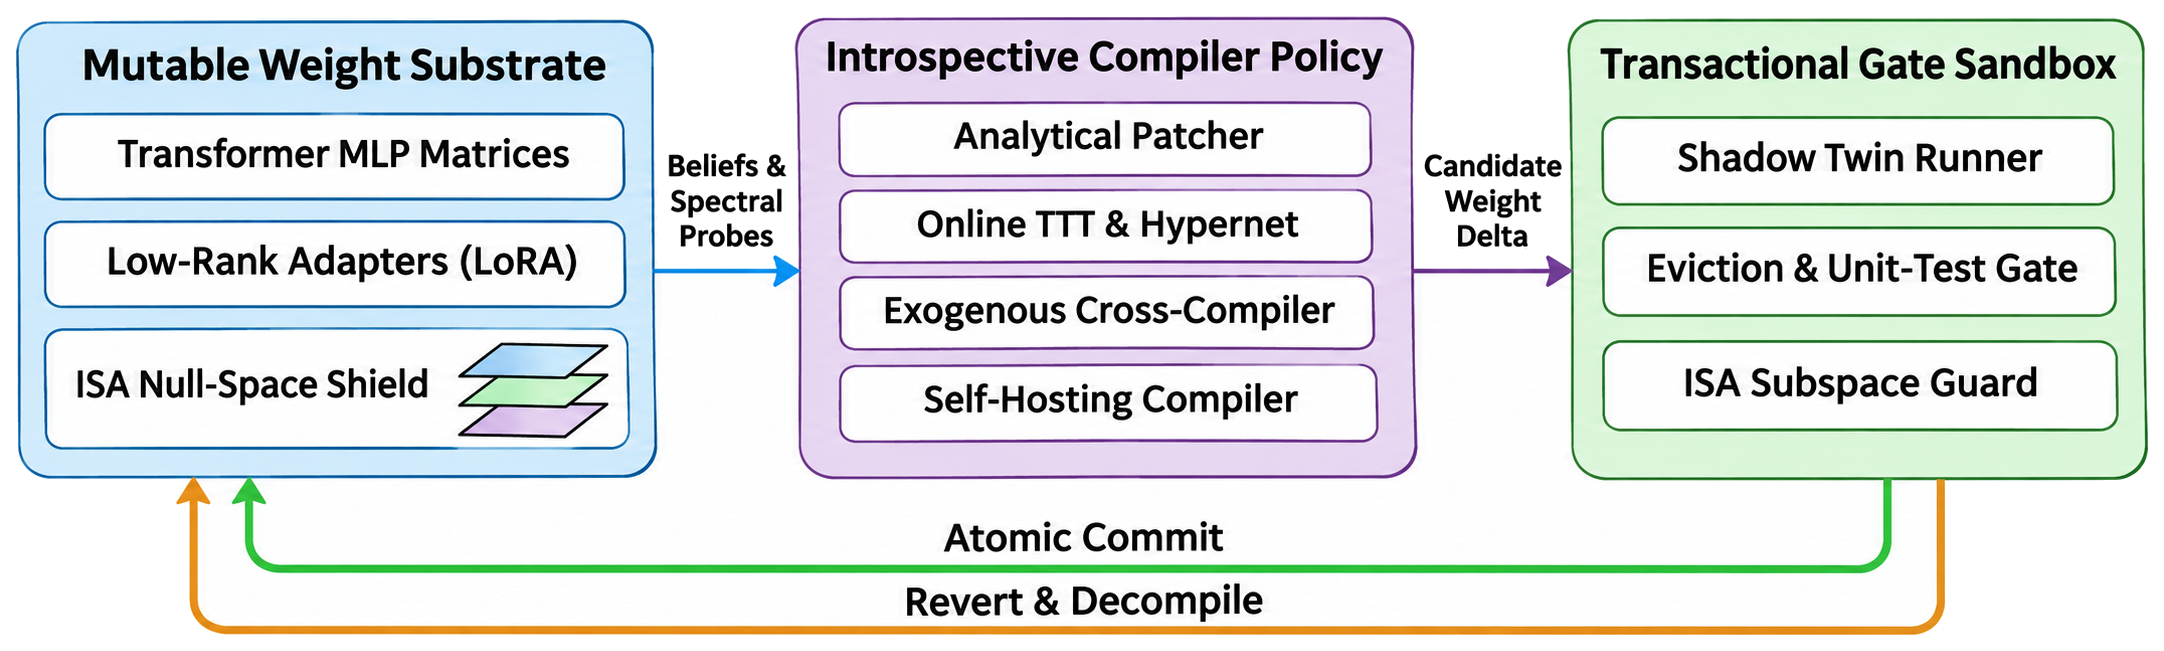 Mutable Weight Substrate
Transformer MLP Matrices
Low-Rank Adapters (LoRA)
ISA Null-Space Shield
Beliefs &
Spectral
Probes
Introspective Compiler Policy
Analytical Patcher
Online TTT & Hypernet
Exogenous Cross-Compiler
Self-Hosting Compiler
Candidate
Weight
Delta
Transactional Gate Sandbox
Shadow Twin Runner
Eviction & Unit-Test Gate
ISA Subspace Guard
Atomic Commit
Revert & Decompile